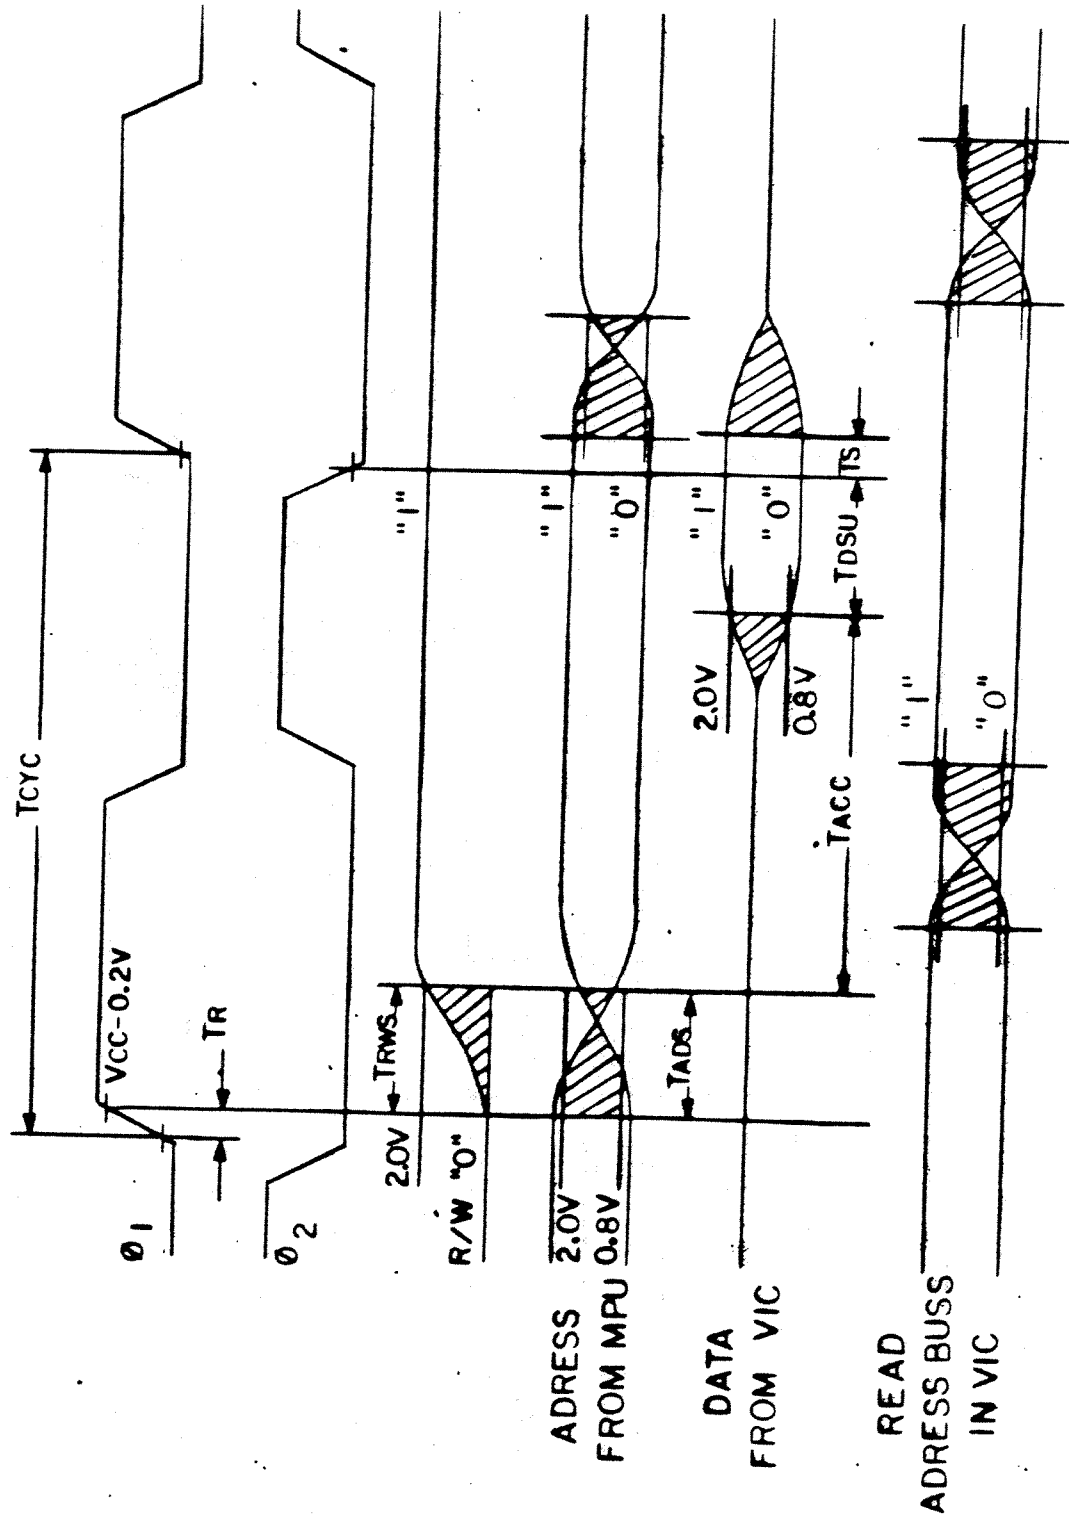 TCYC
VCC-0.2V
TR
Ø1
Ø2
TRWS
2.0V
"1"
R/W "0"
2.0V
"1"
ADRESS
FROM MPU
0.8V
"0"
TADS
2.0V
"1"
DATA
FROM VIC
0.8V
"0"
TACC
TDSU
TS
READ
ADRESS BUSS
IN VIC
"1"
"0"